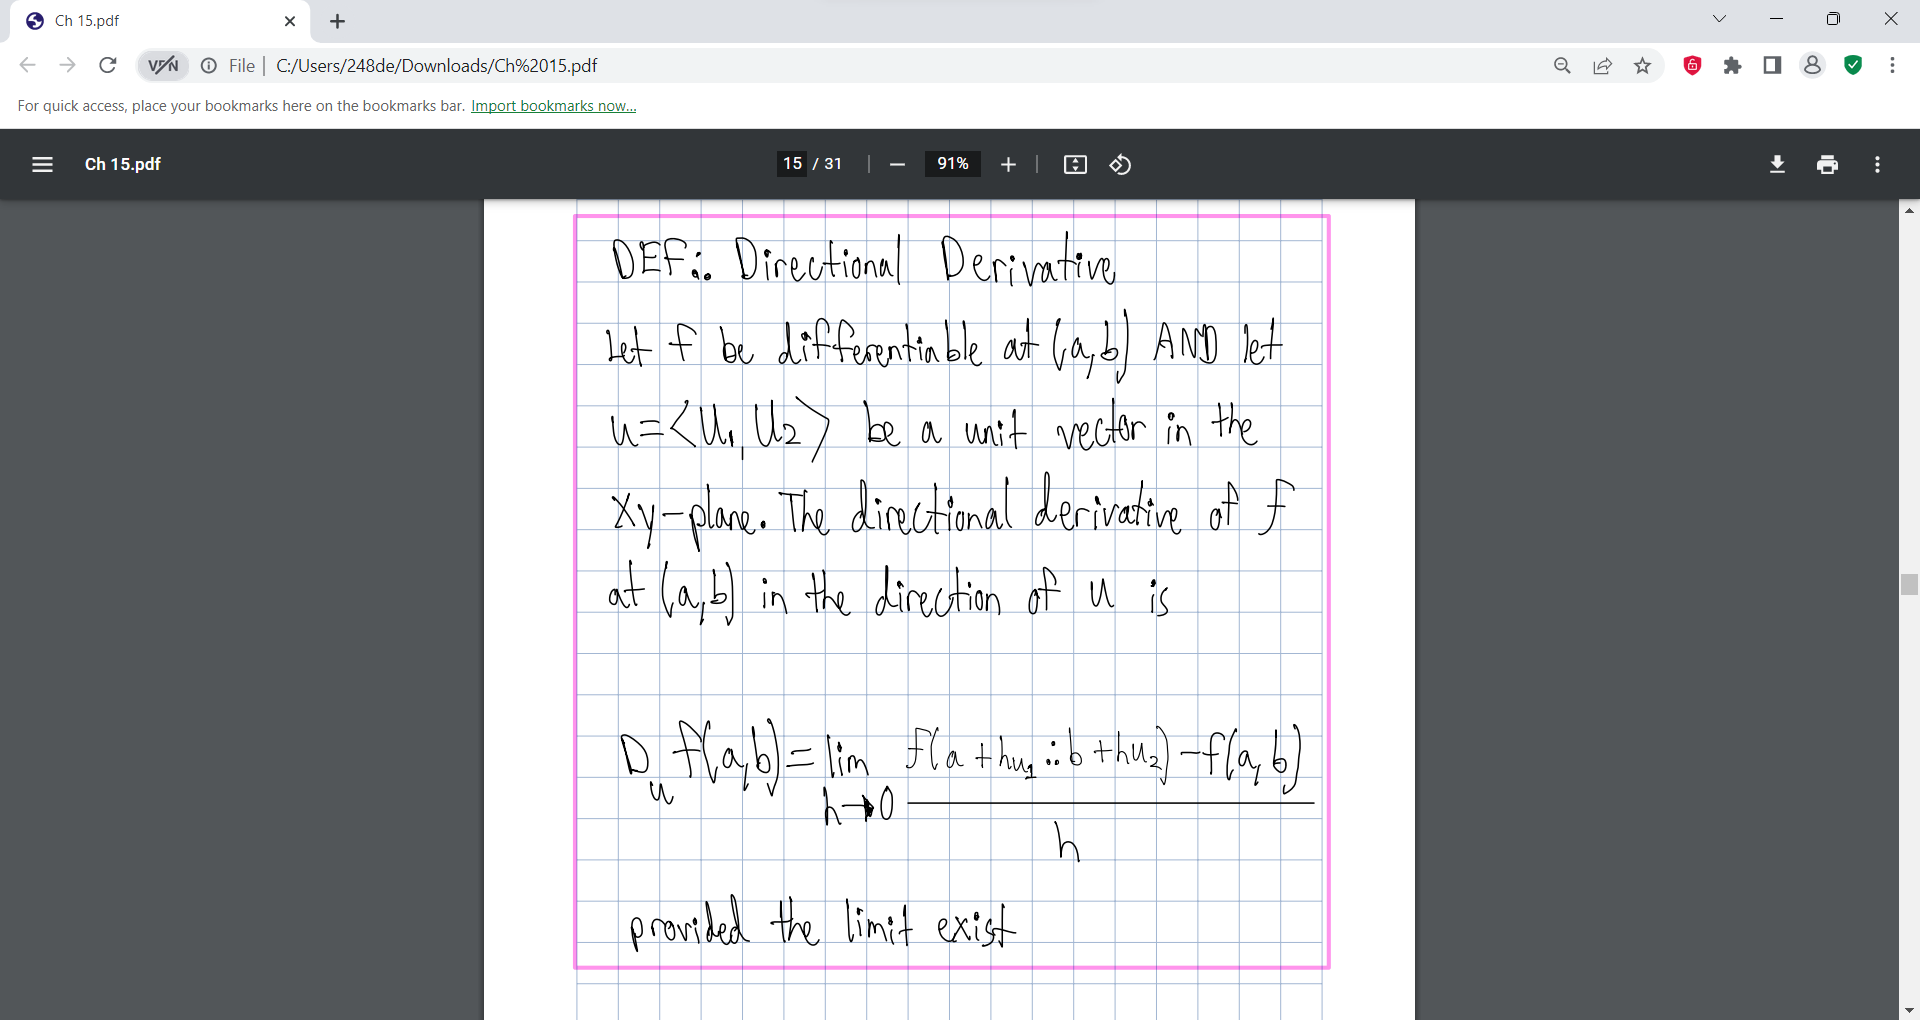 Ch 15.pdf
VPN File C:/Users/248de/Downloads/Ch%2015.pdf
For quick access, place your bookmarks here on the bookmarks bar. Import bookmarks now...
Ch 15.pdf 15 / 31 91%
DEF:. Directional Derivative
Let f be differentiable at (a,b) AND let
u=<U₁, U₂> be a unit vector in the
xy-plane. The directional derivative of f
at (a,b) in the direction of u is
D_u f(a,b) = lim h→0 f(a+hu₁ :: b+hu₂) - f(a,b) / h
provided the limit exist